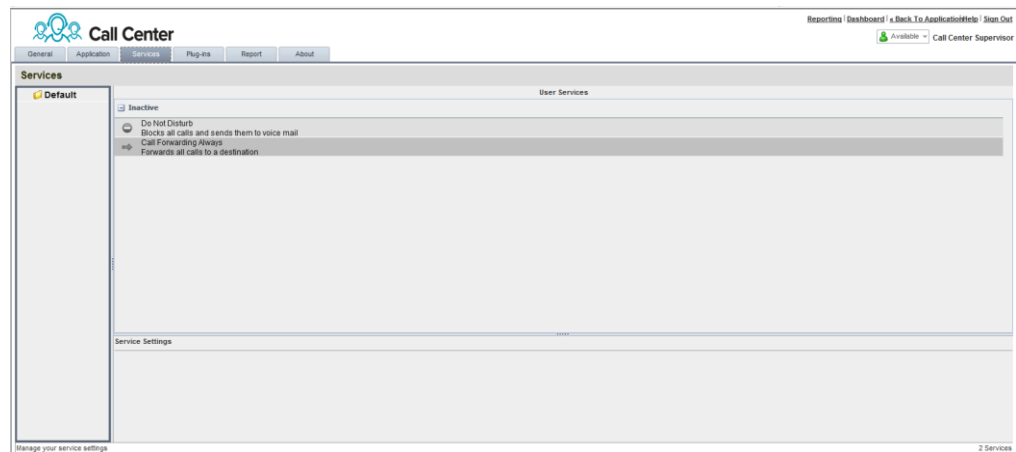 Reporting | Dashboard | « Back To ApplicationHelp | Sign Out
Call Center
Available
Call Center Supervisor
General Application Services Plug-ins Report About
Services
Default
User Services
Inactive
Do Not Disturb
Blocks all calls and sends them to voice mail
Call Forwarding Always
Forwards all calls to a destination
Service Settings
Manage your service settings
2 Services